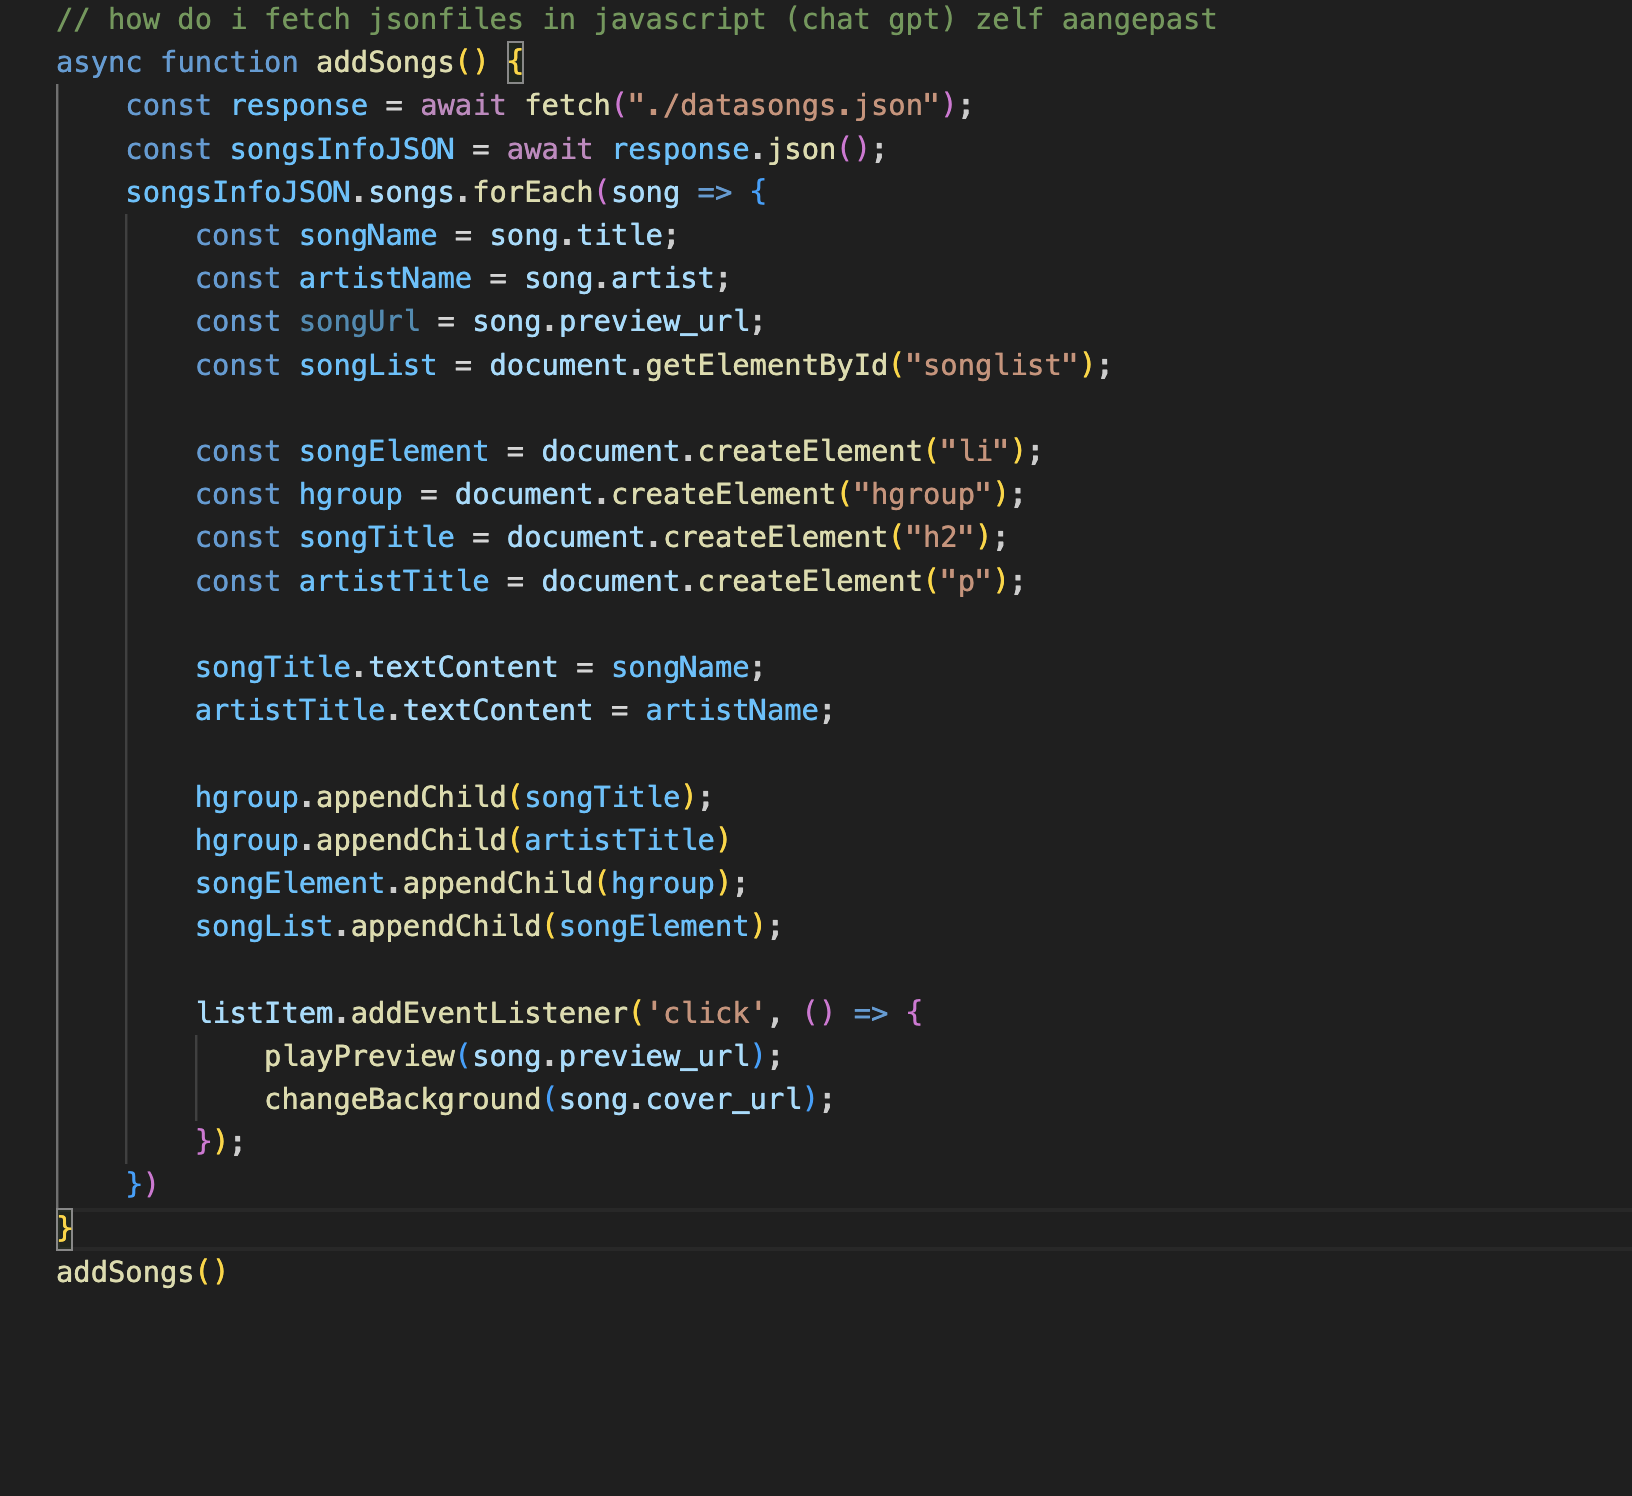 // how do i fetch jsonfiles in javascript (chat gpt) zelf aangepast
async function addSongs() {
    const response = await fetch("./datasongs.json");
    const songsInfoJSON = await response.json();
    songsInfoJSON.songs.forEach(song => {
        const songName = song.title;
        const artistName = song.artist;
        const songUrl = song.preview_url;
        const songList = document.getElementById("songlist");

        const songElement = document.createElement("li");
        const hgroup = document.createElement("hgroup");
        const songTitle = document.createElement("h2");
        const artistTitle = document.createElement("p");

        songTitle.textContent = songName;
        artistTitle.textContent = artistName;

        hgroup.appendChild(songTitle);
        hgroup.appendChild(artistTitle)
        songElement.appendChild(hgroup);
        songList.appendChild(songElement);

        listItem.addEventListener('click', () => {
            playPreview(song.preview_url);
            changeBackground(song.cover_url);
        });
    })
}
addSongs()